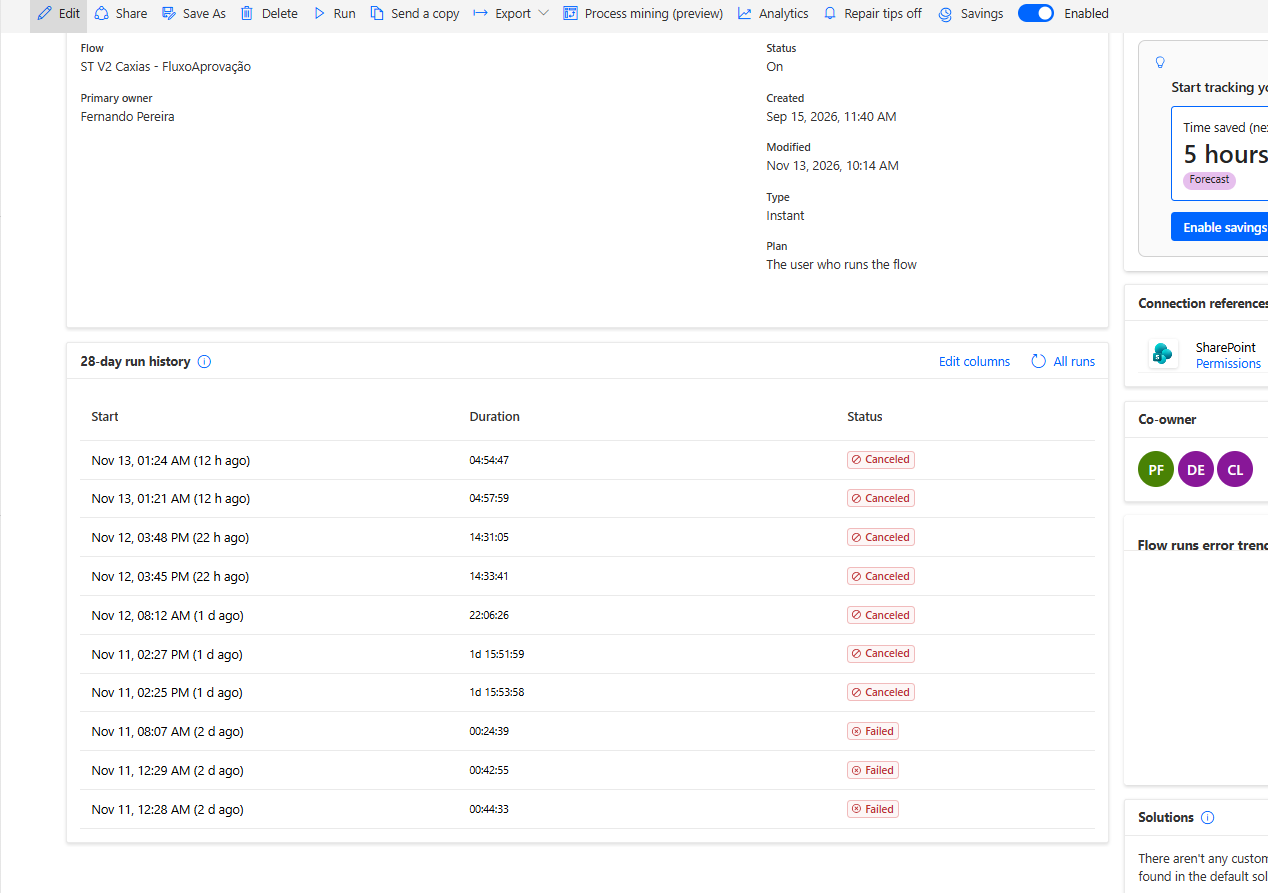 Edit Share Save As Delete Run Send a copy Export Process mining (preview) Analytics Repair tips off Savings Enabled
Flow
ST V2 Caxias - FluxoAprovação
Primary owner
Fernando Pereira
Status
On
Created
Sep 15, 2026, 11:40 AM
Modified
Nov 13, 2026, 10:14 AM
Type
Instant
Plan
The user who runs the flow
28-day run history Edit columns All runs
Start Duration Status
Nov 13, 01:24 AM (12 h ago) 04:54:47 Canceled
Nov 13, 01:21 AM (12 h ago) 04:57:59 Canceled
Nov 12, 03:48 PM (22 h ago) 14:31:05 Canceled
Nov 12, 03:45 PM (22 h ago) 14:33:41 Canceled
Nov 12, 08:12 AM (1 d ago) 22:06:26 Canceled
Nov 11, 02:27 PM (1 d ago) 1d 15:51:59 Canceled
Nov 11, 02:25 PM (1 d ago) 1d 15:53:58 Canceled
Nov 11, 08:07 AM (2 d ago) 00:24:39 Failed
Nov 11, 12:29 AM (2 d ago) 00:42:55 Failed
Nov 11, 12:28 AM (2 d ago) 00:44:33 Failed
Start tracking yo
Time saved (nex
5 hours
Forecast
Enable savings
Connection references
SharePoint
Permissions
Co-owner
PF DE CL
Flow runs error trend
Solutions
There aren't any custom
found in the default sol